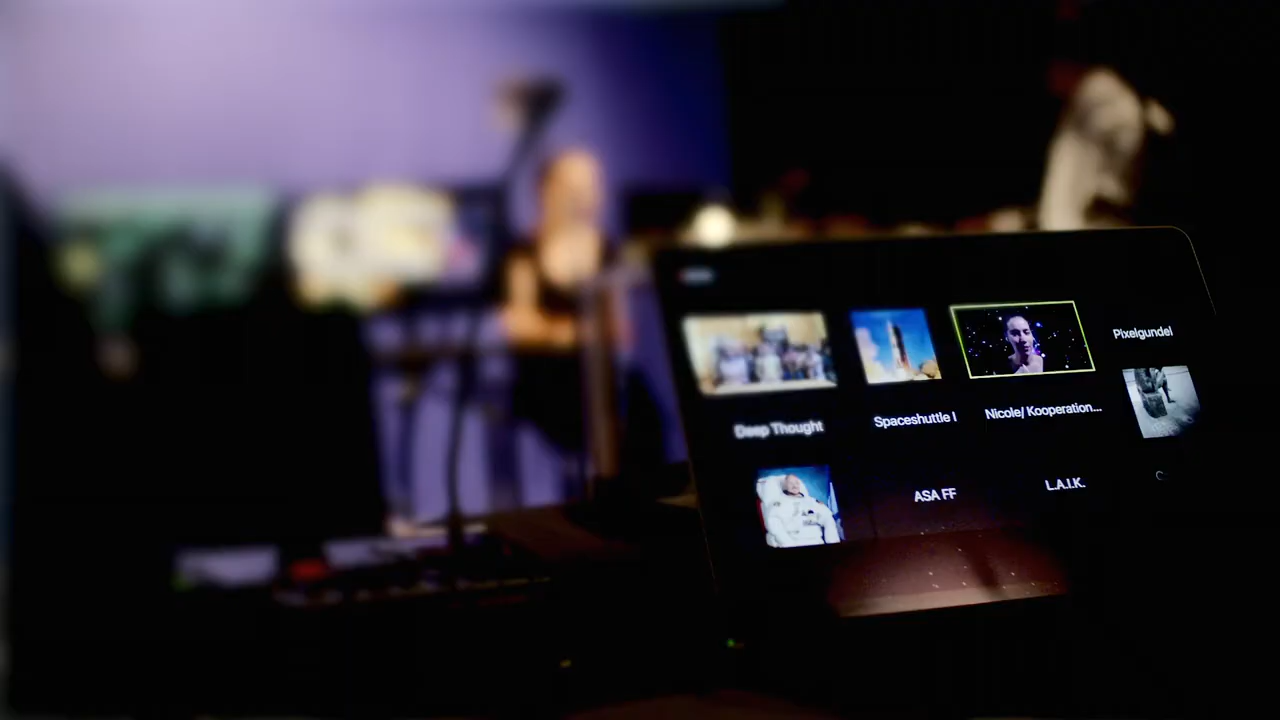 Pixelgundel
Deep Thought
Spaceshuttle I
Nicole/ Kooperation...
ASA FF
L.A.I.K.